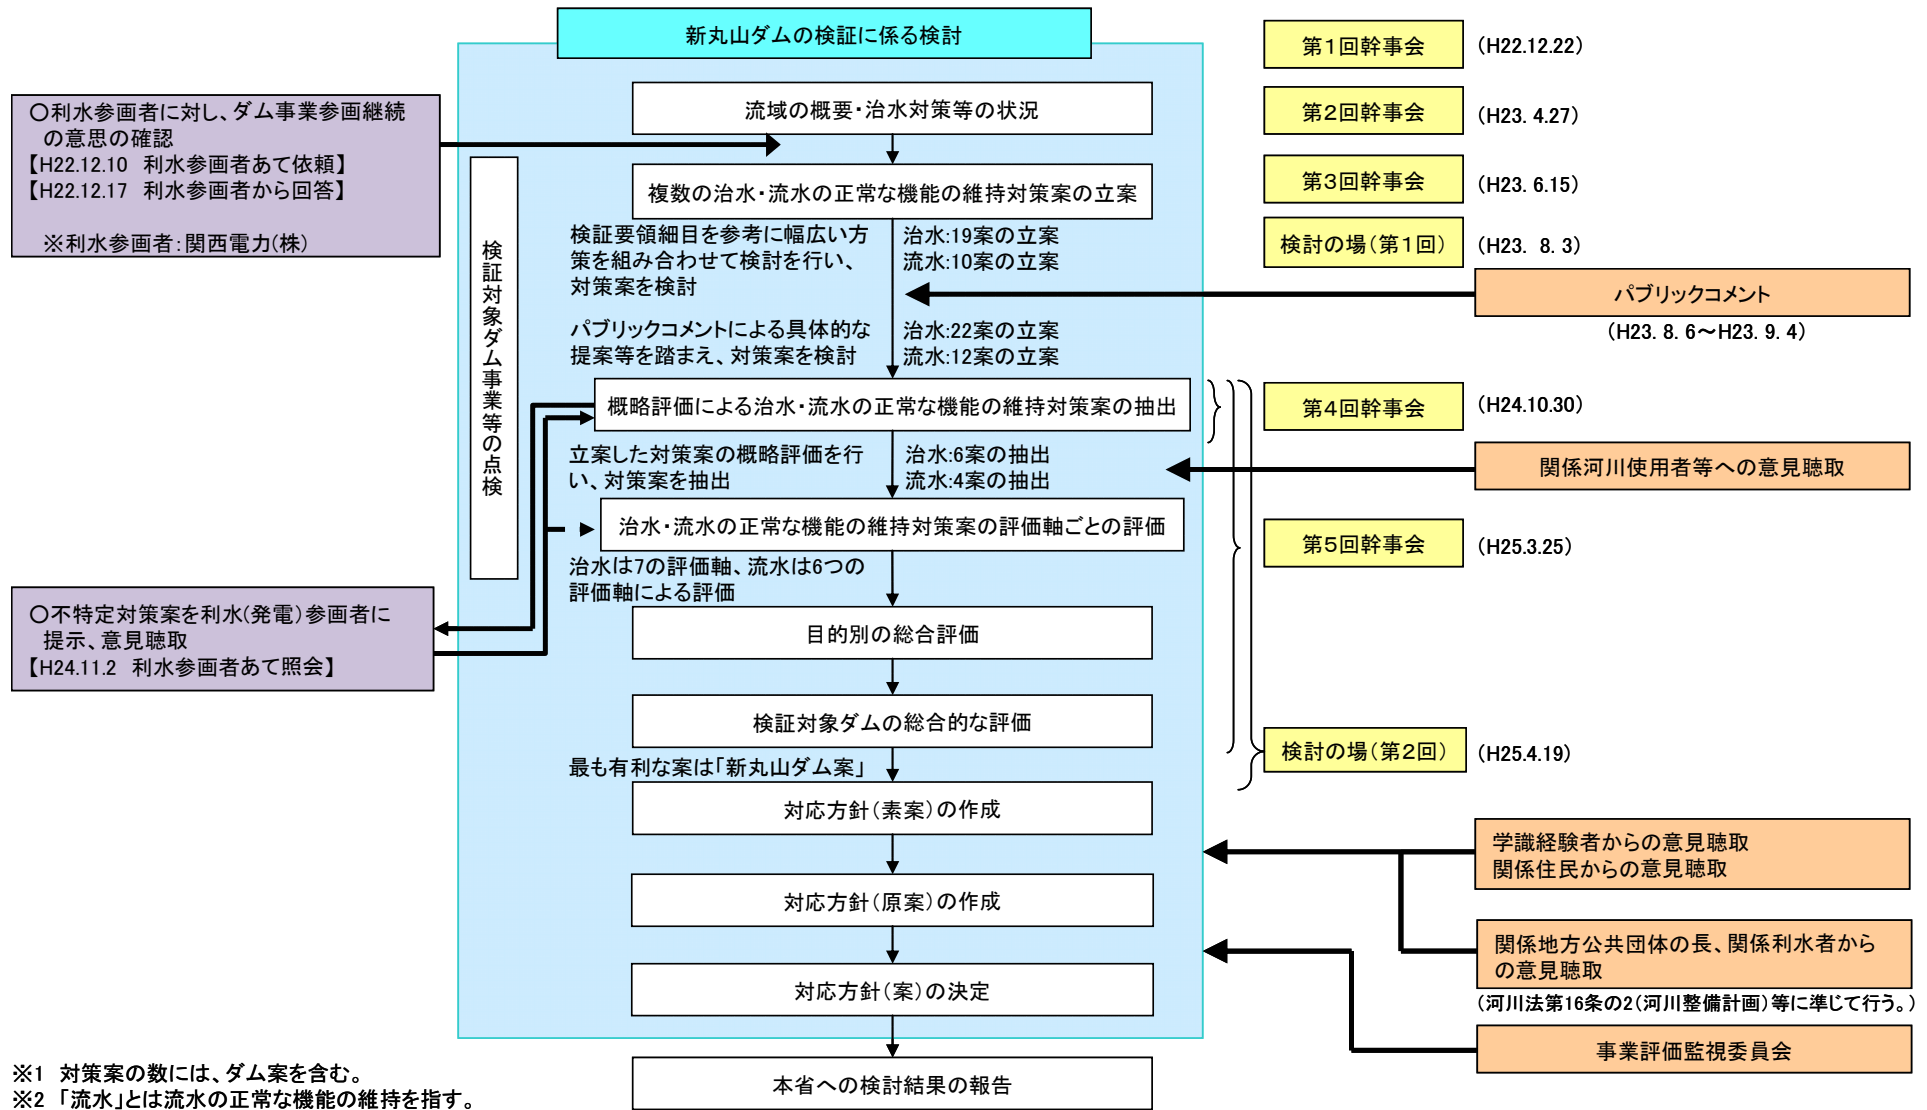 新丸山ダムの検証に係る検討
流域の概要・治水対策等の状況
複数の治水・流水の正常な機能の維持対策案の立案
検証要領細目を参考に幅広い方
策を組み合わせて検討を行い、
対策案を検討
治水:19案の立案
流水:10案の立案
パブリックコメントによる具体的な
提案等を踏まえ、対策案を検討
治水:22案の立案
流水:12案の立案
概略評価による治水・流水の正常な機能の維持対策案の抽出
立案した対策案の概略評価を行
い、対策案を抽出
治水:6案の抽出
流水:4案の抽出
治水・流水の正常な機能の維持対策案の評価軸ごとの評価
治水は7の評価軸、流水は6つの
評価軸による評価
目的別の総合評価
検証対象ダムの総合的な評価
最も有利な案は「新丸山ダム案」
対応方針(素案)の作成
対応方針(原案)の作成
対応方針(案)の決定
本省への検討結果の報告
検証対象ダム事業等の点検
〇利水参画者に対し、ダム事業参画継続
の意思の確認
【H22.12.10 利水参画者あて依頼】
【H22.12.17 利水参画者から回答】
※利水参画者:関西電力(株)
〇不特定対策案を利水(発電)参画者に
提示、意見聴取
【H24.11.2 利水参画者あて照会】
第1回幹事会 (H22.12.22)
第2回幹事会 (H23. 4.27)
第3回幹事会 (H23. 6.15)
検討の場(第1回) (H23. 8. 3)
パブリックコメント
(H23. 8. 6~H23. 9. 4)
第4回幹事会 (H24.10.30)
関係河川使用者等への意見聴取
第5回幹事会 (H25.3.25)
検討の場(第2回) (H25.4.19)
学識経験者からの意見聴取
関係住民からの意見聴取
関係地方公共団体の長、関係利水者から
の意見聴取
(河川法第16条の2(河川整備計画)等に準じて行う。)
事業評価監視委員会
※1 対策案の数には、ダム案を含む。
※2 「流水」とは流水の正常な機能の維持を指す。